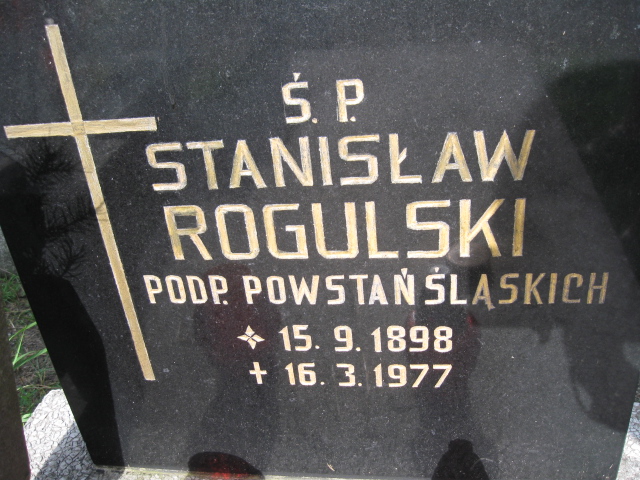 Ś. P.
STANISŁAW
ROGULSKI
PODP. POWSTAŃ ŚLĄSKICH
15. 9. 1898
16. 3. 1977